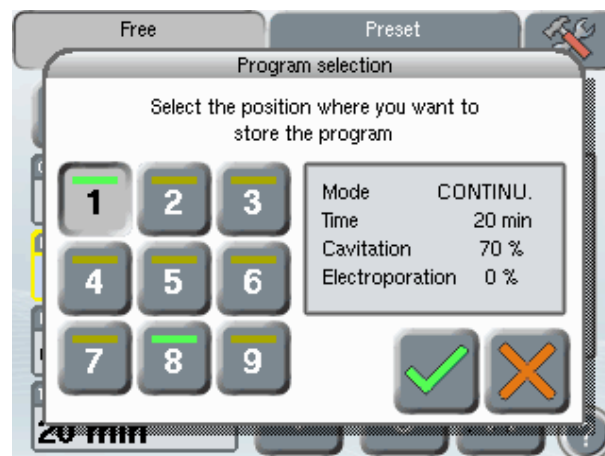 Free Preset
Program selection
Select the position where you want to
store the program
1 2 3
4 5 6
7 8 9
Mode CONTINU.
Time 20 min
Cavitation 70 %
Electroporation 0 %
20 min
?